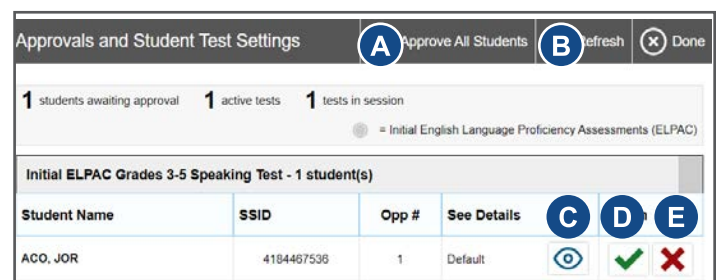 Approvals and Student Test Settings A Approve All Students B Refresh Done
1 students awaiting approval 1 active tests 1 tests in session
= Initial English Language Proficiency Assessments (ELPAC)
Initial ELPAC Grades 3-5 Speaking Test - 1 student(s)
Student Name SSID Opp # See Details C D E
ACO, JOR 4184467536 1 Default